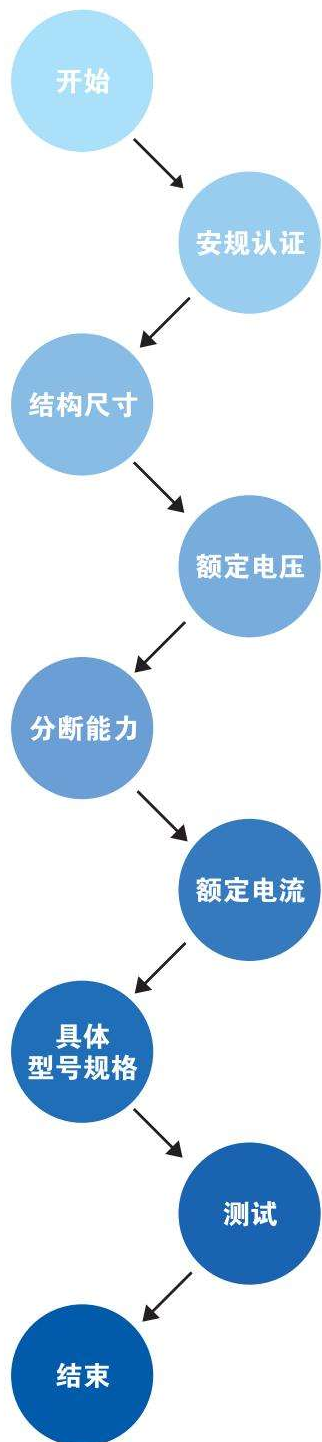 开始
安规认证
结构尺寸
额定电压
分断能力
额定电流
具体
型号规格
测试
结束